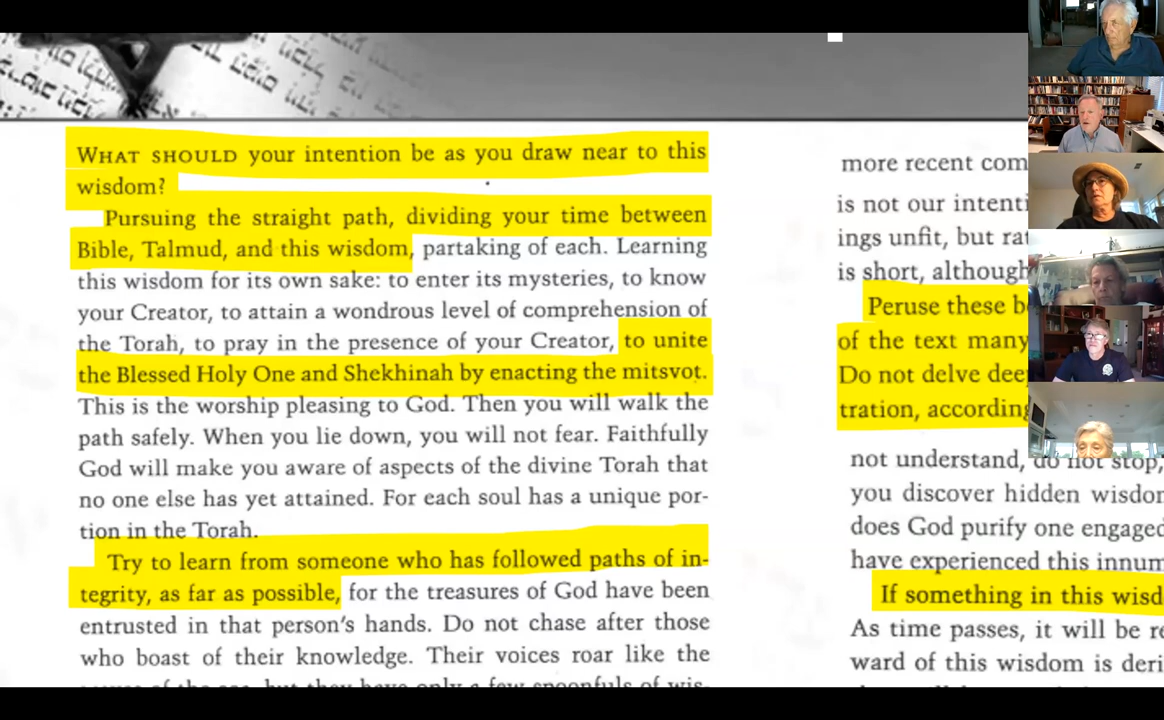 WHAT SHOULD your intention be as you draw near to this
wisdom?
Pursuing the straight path, dividing your time between
Bible, Talmud, and this wisdom, partaking of each. Learning
this wisdom for its own sake: to enter its mysteries, to know
your Creator, to attain a wondrous level of comprehension of
the Torah, to pray in the presence of your Creator, to unite
the Blessed Holy One and Shekhinah by enacting the mitsvot.
This is the worship pleasing to God. Then you will walk the
path safely. When you lie down, you will not fear. Faithfully
God will make you aware of aspects of the divine Torah that
no one else has yet attained. For each soul has a unique por-
tion in the Torah.
Try to learn from someone who has followed paths of in-
tegrity, as far as possible, for the treasures of God have been
entrusted in that person's hands. Do not chase after those
who boast of their knowledge. Their voices roar like the
more recent com
is not our intenti
ings unfit, but rat
is short, although
Peruse these b
of the text many
Do not delve dee
tration, according
not understand, do not stop,
you discover hidden wisdom
does God purify one engaged
have experienced this innum
If something in this wisd
As time passes, it will be re
ward of this wisdom is deri